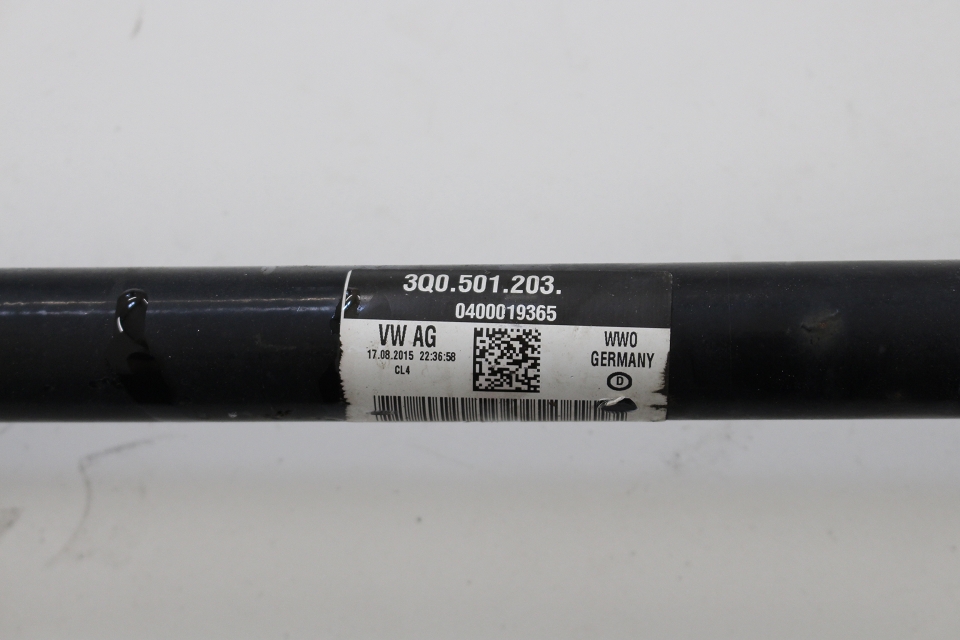 3Q0.501.203.
0400019365
VW AG
17.08.2015 22:36:58
CL4
WWO
GERMANY
D